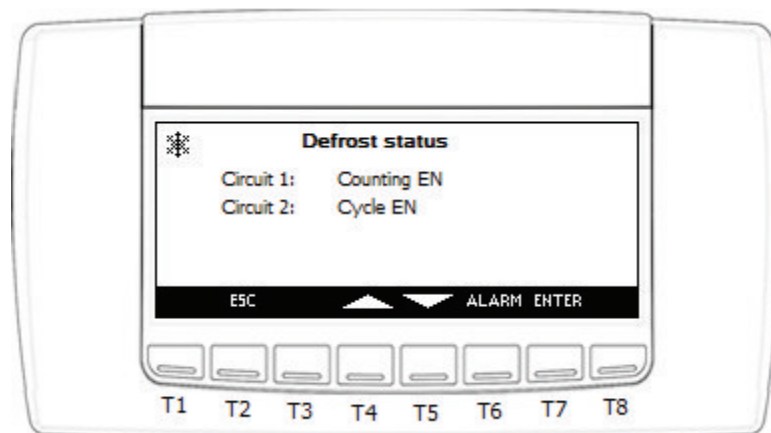 Defrost status
Circuit 1: Counting EN
Circuit 2: Cycle EN
ESC ALARM ENTER
T1 T2 T3 T4 T5 T6 T7 T8